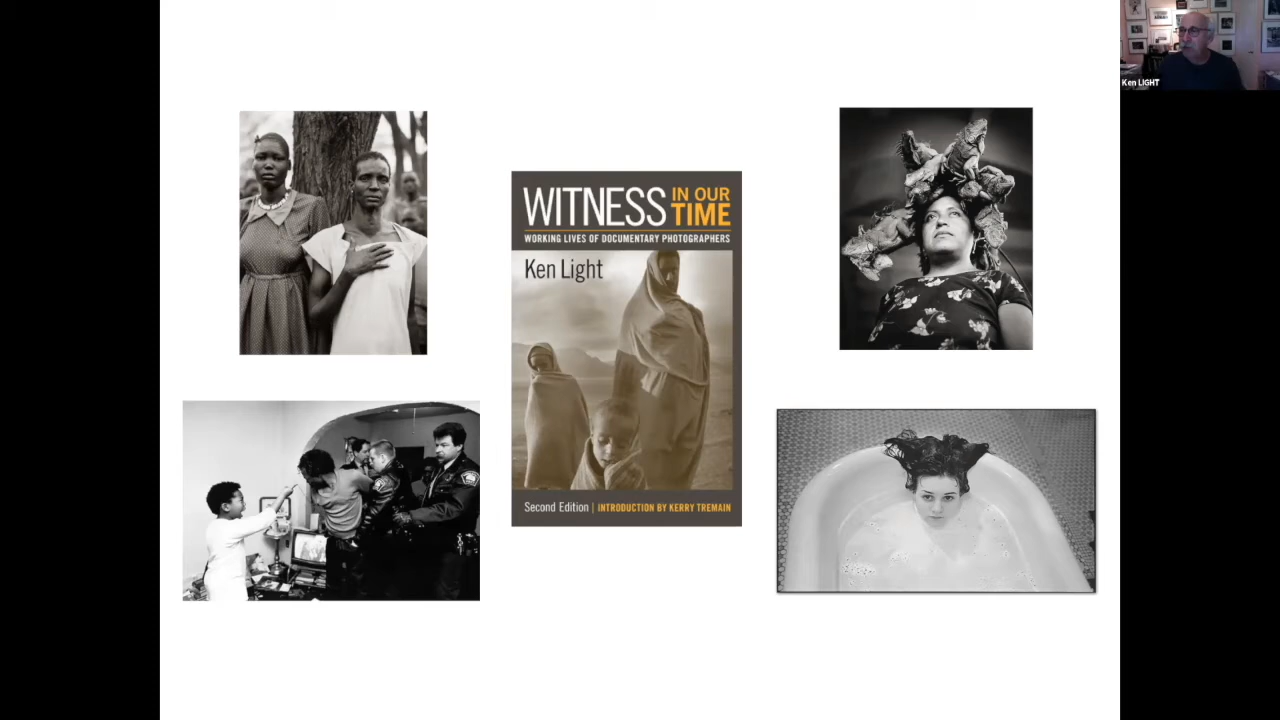 WITNESS IN OUR TIME
WORKING LIVES OF DOCUMENTARY PHOTOGRAPHERS
Ken Light
Second Edition | INTRODUCTION BY KERRY TREMAIN
Ken LIGHT